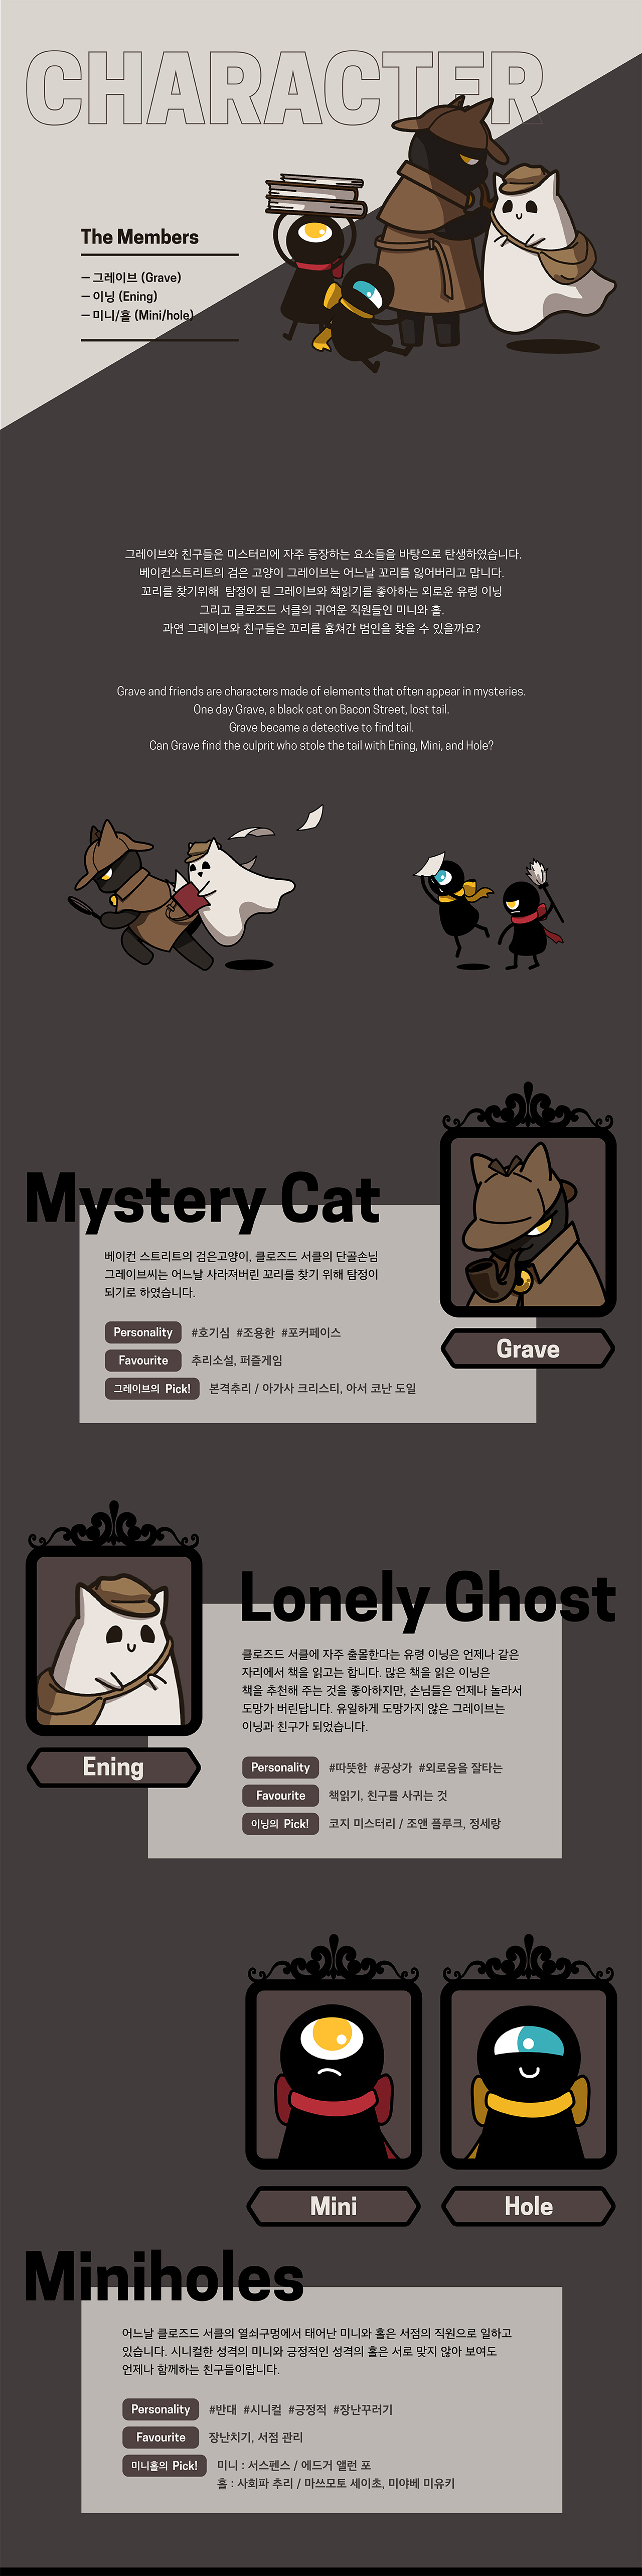 CHARACTER
The Members
– 그레이브 (Grave)
– 이닝 (Ening)
– 미니/홀 (Mini/hole)
그레이브와 친구들은 미스터리에 자주 등장하는 요소들을 바탕으로 탄생하였습니다.
베이컨스트리트의 검은 고양이 그레이브는 어느날 꼬리를 잃어버리고 맙니다.
꼬리를 찾기위해 탐정이 된 그레이브와 책읽기를 좋아하는 외로운 유령 이닝
그리고 클로즈드 서클의 귀여운 직원들인 미니와 홀.
과연 그레이브와 친구들은 꼬리를 훔쳐간 범인을 찾을 수 있을까요?
Grave and friends are characters made of elements that often appear in mysteries.
One day Grave, a black cat on Bacon Street, lost tail.
Grave became a detective to find tail.
Can Grave find the culprit who stole the tail with Ening, Mini, and Hole?
Mystery Cat
베이컨 스트리트의 검은고양이, 클로즈드 서클의 단골손님
그레이브씨는 어느날 사라져버린 꼬리를 찾기 위해 탐정이
되기로 하였습니다.
Personality #호기심 #조용한 #포커페이스
Favourite 추리소설, 퍼즐게임
그레이브의 Pick! 본격추리 / 아가사 크리스티, 아서 코난 도일
Grave
Lonely Ghost
클로즈드 서클에 자주 출몰한다는 유령 이닝은 언제나 같은
자리에서 책을 읽고는 합니다. 많은 책을 읽은 이닝은
책을 추천해 주는 것을 좋아하지만, 손님들은 언제나 놀라서
도망가 버린답니다. 유일하게 도망가지 않은 그레이브는
이닝과 친구가 되었습니다.
Ening
Personality #따뜻한 #공상가 #외로움을 잘타는
Favourite 책읽기, 친구를 사귀는 것
이닝의 Pick! 코지 미스터리 / 조앤 플루크, 정세랑
Mini
Hole
Miniholes
어느날 클로즈드 서클의 열쇠구멍에서 태어난 미니와 홀은 서점의 직원으로 일하고
있습니다. 시니컬한 성격의 미니와 긍정적인 성격의 홀은 서로 맞지 않아 보여도
언제나 함께하는 친구들이랍니다.
Personality #반대 #시니컬 #긍정적 #장난꾸러기
Favourite 장난치기, 서점 관리
미니홀의 Pick! 미니 : 서스펜스 / 에드거 앨런 포
홀 : 사회파 추리 / 마쓰모토 세이초, 미야베 미유키